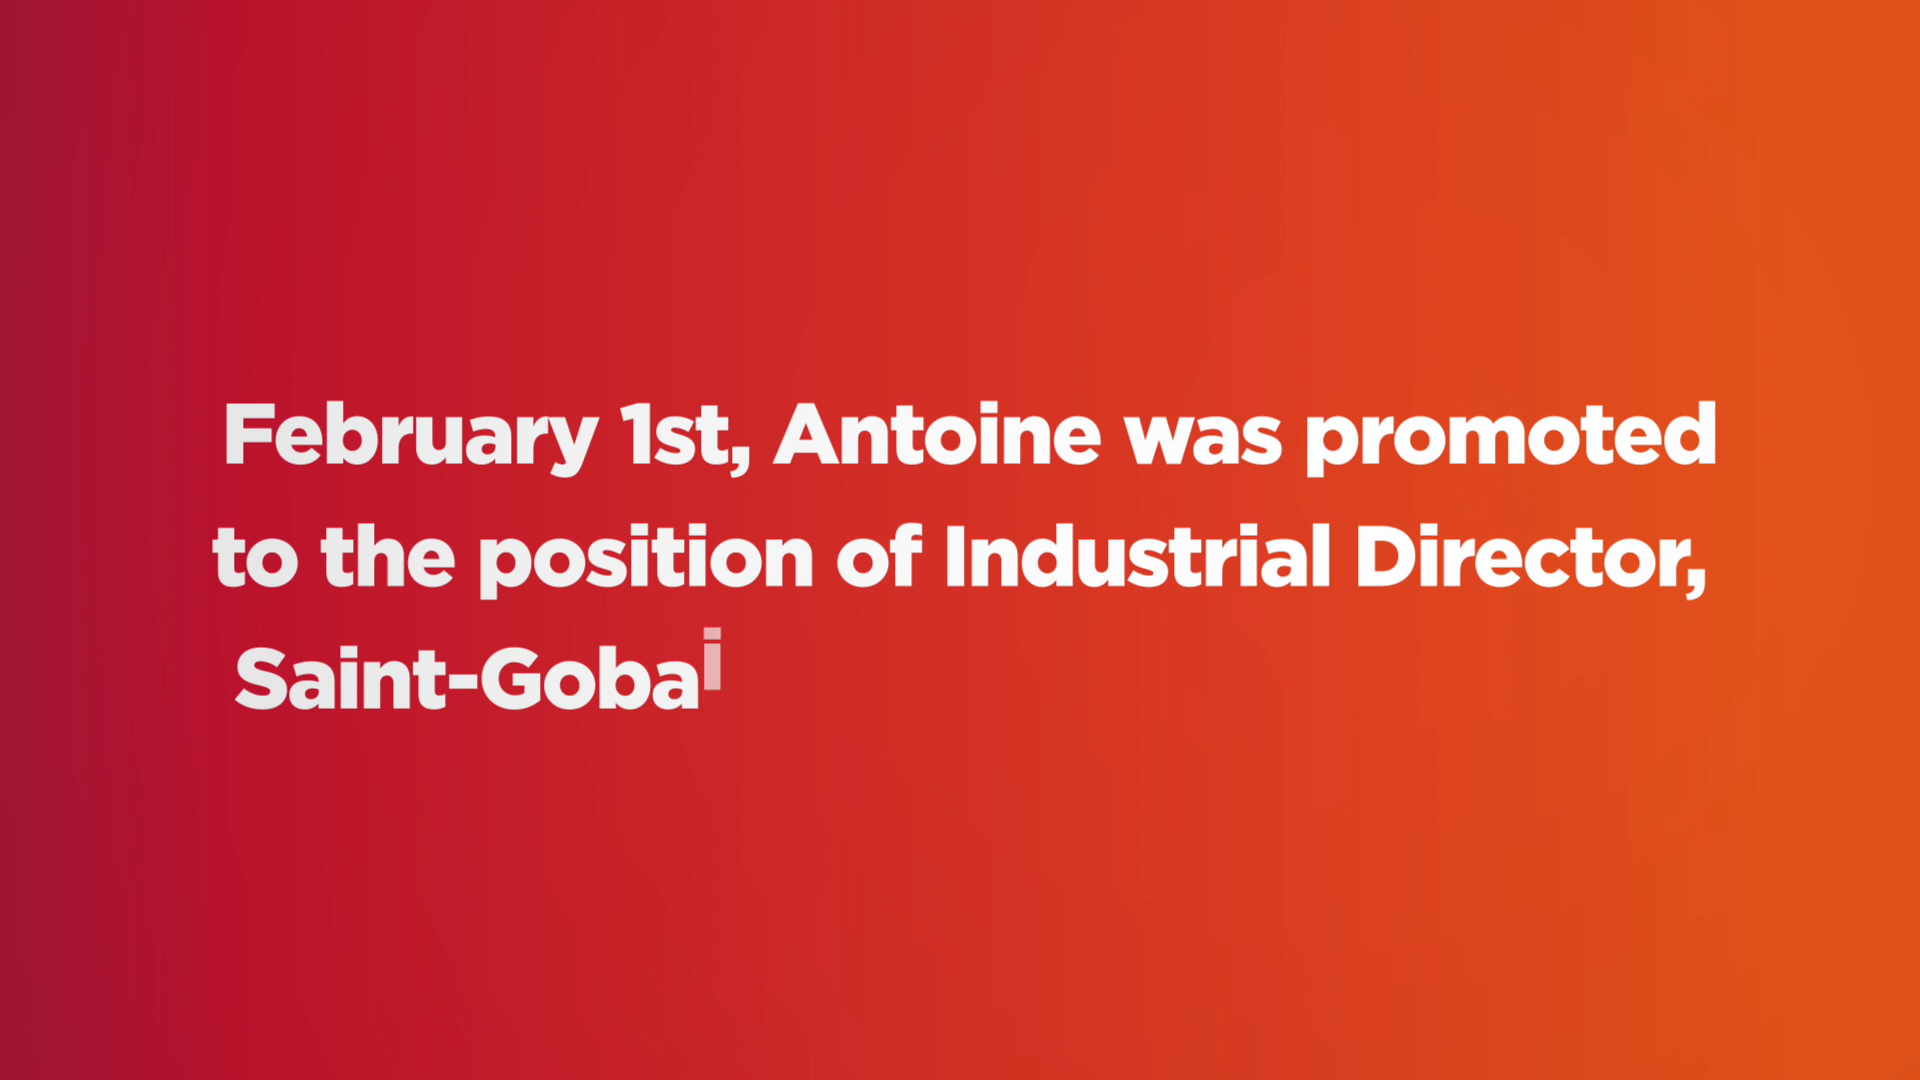 February 1st, Antoine was promoted
to the position of Industrial Director,
Saint-Gobai